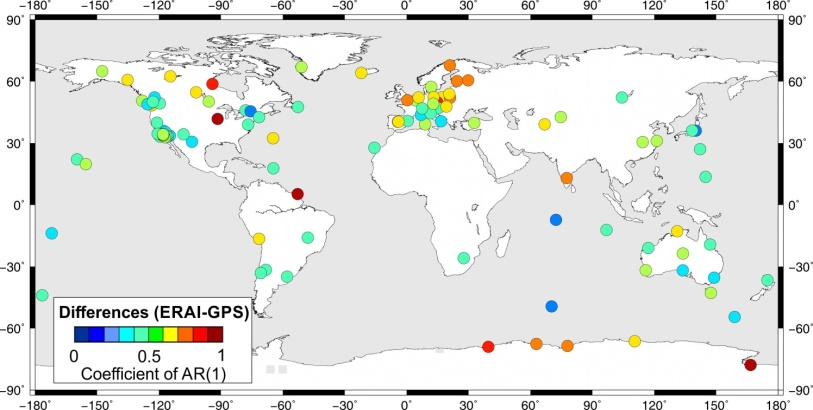 −180° −150° −120° −90° −60° −30° 0° 30° 60° 90° 120° 150° 180°
90° 90°
60° 60°
30° 30°
0° 0°
−30° −30°
Differences (ERAI-GPS)
0 0.5 1
Coefficient of AR(1)
−60° −60°
−90° −90°
−180° −150° −120° −90° −60° −30° 0° 30° 60° 90° 120° 150° 180°